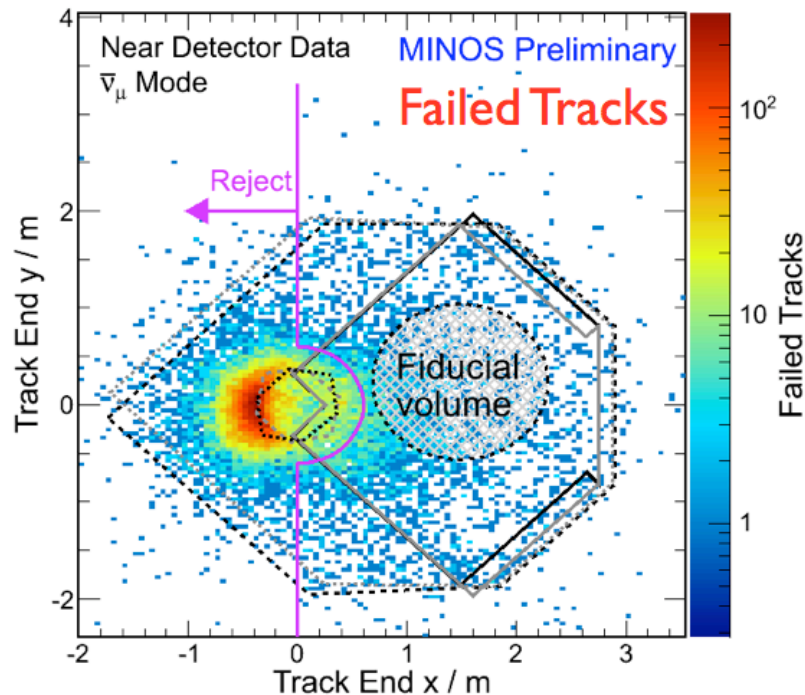 Near Detector Data
ν̅μ Mode
MINOS Preliminary
Failed Tracks
Reject
Fiducial
volume
4
2
0
-2
-2
-1
0
1
2
3
Track End x / m
Track End y / m
10²
10
1
Failed Tracks